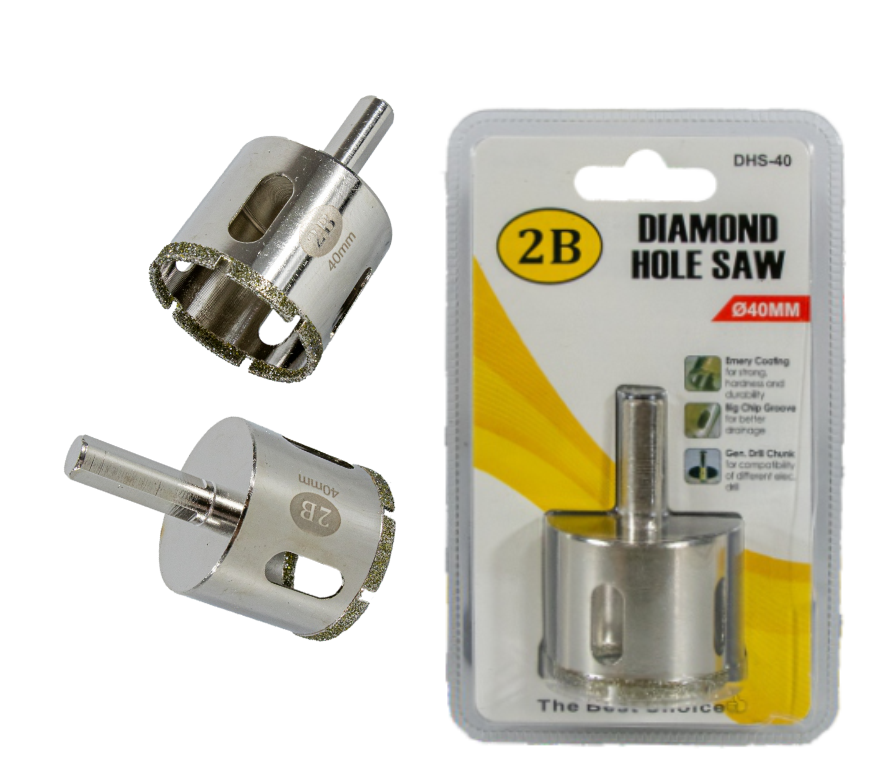 2B
40mm
40mm
2B
DHS-40
2B
DIAMOND
HOLE SAW
Ø40MM
Emery Coating
for strong,
hardness and
durability
Big Chip Groove
for better
drainage
Gen. Drill Chunk
for compatibility
of different elec.
drill
The Best Choice